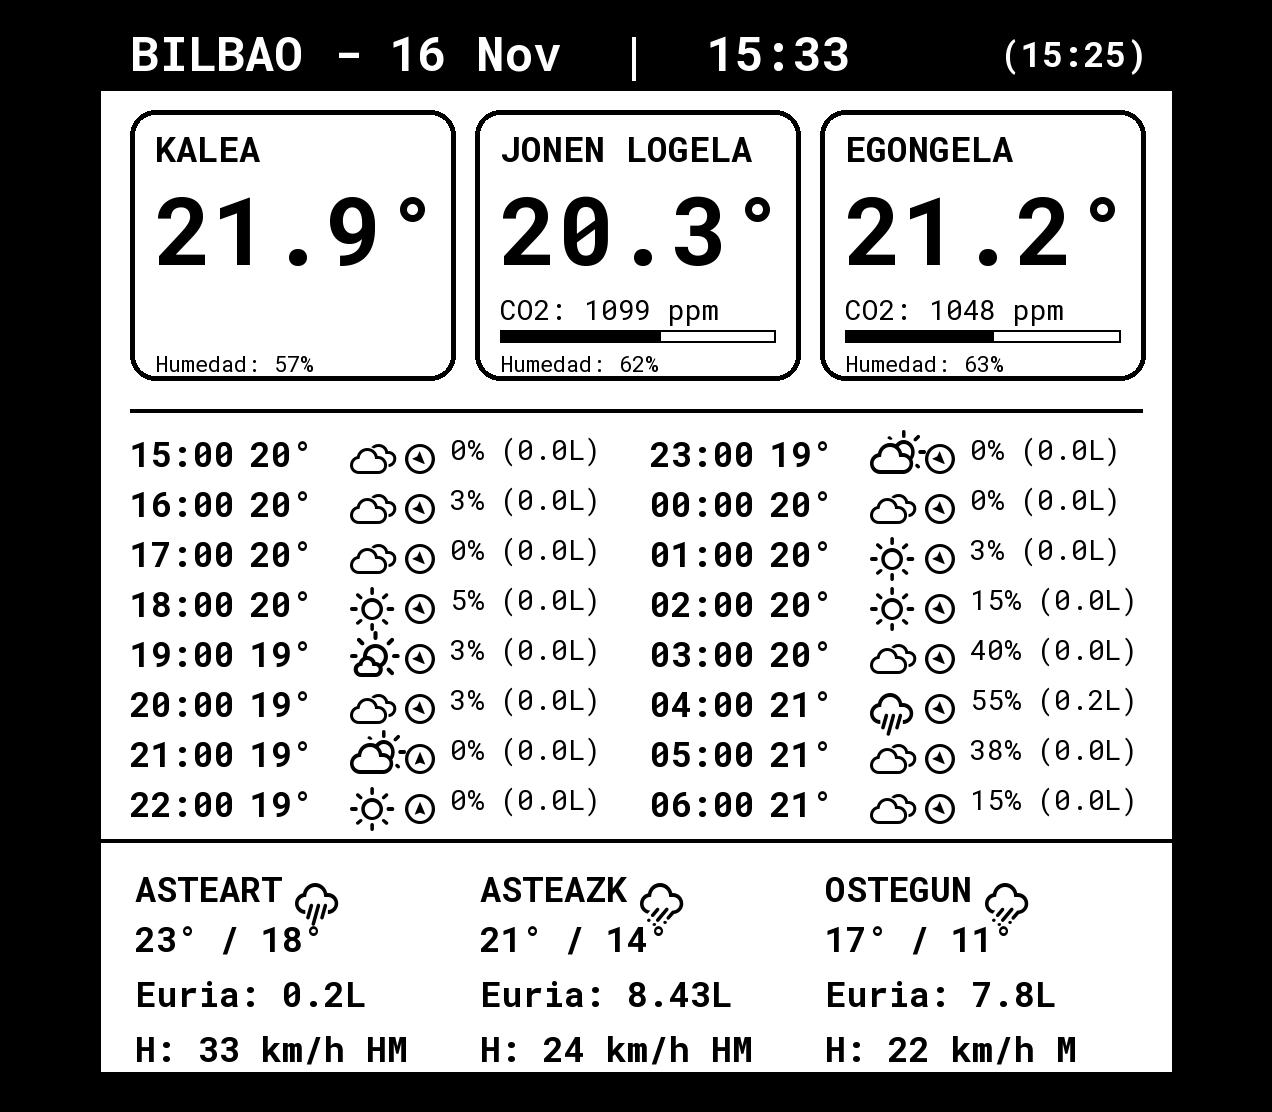 BILBAO - 16 Nov | 15:33 (15:25)
KALEA
21.9°
Humedad: 57%
JONEN LOGELA
20.3°
CO2: 1099 ppm
Humedad: 62%
EGONGELA
21.2°
CO2: 1048 ppm
Humedad: 63%
15:00 20° 0% (0.0L)
16:00 20° 3% (0.0L)
17:00 20° 0% (0.0L)
18:00 20° 5% (0.0L)
19:00 19° 3% (0.0L)
20:00 19° 3% (0.0L)
21:00 19° 0% (0.0L)
22:00 19° 0% (0.0L)
23:00 19° 0% (0.0L)
00:00 20° 0% (0.0L)
01:00 20° 3% (0.0L)
02:00 20° 15% (0.0L)
03:00 20° 40% (0.0L)
04:00 21° 55% (0.2L)
05:00 21° 38% (0.0L)
06:00 21° 15% (0.0L)
ASTEART
23° / 18°
Euria: 0.2L
H: 33 km/h HM
ASTEAZK
21° / 14°
Euria: 8.43L
H: 24 km/h HM
OSTEGUN
17° / 11°
Euria: 7.8L
H: 22 km/h M